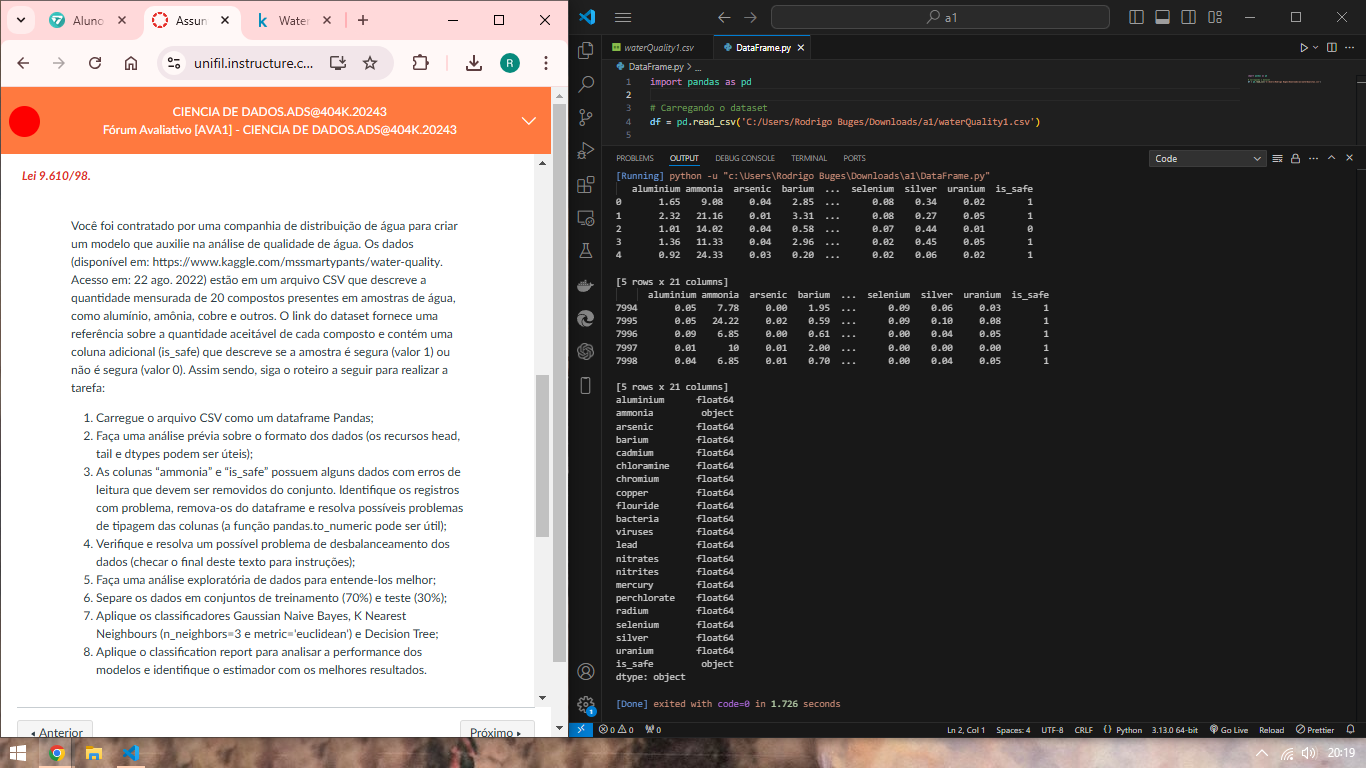 Aluno
Assun
Water
unifil.instructure.c...
R
CIENCIA DE DADOS.ADS@404K.20243
Fórum Avaliativo [AVA1] - CIENCIA DE DADOS.ADS@404K.20243
Lei 9.610/98.
Você foi contratado por uma companhia de distribuição de água para criar
um modelo que auxilie na análise de qualidade de água. Os dados
(disponível em: https://www.kaggle.com/mssmartypants/water-quality.
Acesso em: 22 ago. 2022) estão em um arquivo CSV que descreve a
quantidade mensurada de 20 compostos presentes em amostras de água,
como alumínio, amônia, cobre e outros. O link do dataset fornece uma
referência sobre a quantidade aceitável de cada composto e contém uma
coluna adicional (is_safe) que descreve se a amostra é segura (valor 1) ou
não é segura (valor 0). Assim sendo, siga o roteiro a seguir para realizar a
tarefa:
1. Carregue o arquivo CSV como um dataframe Pandas;
2. Faça uma análise prévia sobre o formato dos dados (os recursos head,
tail e dtypes podem ser úteis);
3. As colunas “ammonia” e “is_safe” possuem alguns dados com erros de
leitura que devem ser removidos do conjunto. Identifique os registros
com problema, remova-os do dataframe e resolva possíveis problemas
de tipagem das colunas (a função pandas.to_numeric pode ser útil);
4. Verifique e resolva um possível problema de desbalanceamento dos
dados (checar o final deste texto para instruções);
5. Faça uma análise exploratória de dados para entende-los melhor;
6. Separe os dados em conjuntos de treinamento (70%) e teste (30%);
7. Aplique os classificadores Gaussian Naive Bayes, K Nearest
Neighbours (n_neighbors=3 e metric='euclidean') e Decision Tree;
8. Aplique o classification report para analisar a performance dos
modelos e identifique o estimador com os melhores resultados.
Anterior
Próximo
a1
waterQuality1.csv
DataFrame.py
DataFrame.py > ...
1 import pandas as pd
2
3 # Carregando o dataset
4 df = pd.read_csv('C:/Users/Rodrigo Buges/Downloads/a1/waterQuality1.csv')
5
PROBLEMS OUTPUT DEBUG CONSOLE TERMINAL PORTS
Code
[Running] python -u "c:\Users\Rodrigo Buges\Downloads\a1\DataFrame.py"
aluminium ammonia arsenic barium ... selenium silver uranium is_safe
0 1.65 9.08 0.04 2.85 ... 0.08 0.34 0.02 1
1 2.32 21.16 0.01 3.31 ... 0.08 0.27 0.05 1
2 1.01 14.02 0.04 0.58 ... 0.07 0.44 0.01 0
3 1.36 11.33 0.04 2.96 ... 0.02 0.45 0.05 1
4 0.92 24.33 0.03 0.20 ... 0.02 0.06 0.02 1
[5 rows x 21 columns]
aluminium ammonia arsenic barium ... selenium silver uranium is_safe
7994 0.05 7.78 0.00 1.95 ... 0.09 0.06 0.03 1
7995 0.05 24.22 0.02 0.59 ... 0.09 0.10 0.08 1
7996 0.09 6.85 0.00 0.61 ... 0.00 0.04 0.05 1
7997 0.01 10 0.01 2.00 ... 0.00 0.00 0.00 1
7998 0.04 6.85 0.01 0.70 ... 0.00 0.04 0.05 1
[5 rows x 21 columns]
aluminium float64
ammonia object
arsenic float64
barium float64
cadmium float64
chloramine float64
chromium float64
copper float64
flouride float64
bacteria float64
viruses float64
lead float64
nitrates float64
nitrites float64
mercury float64
perchlorate float64
radium float64
selenium float64
silver float64
uranium float64
is_safe object
dtype: object
[Done] exited with code=0 in 1.726 seconds
0 0 0 Ln 2, Col 1 Spaces: 4 UTF-8 CRLF Python 3.13.0 64-bit Go Live Reload Prettier
20:19